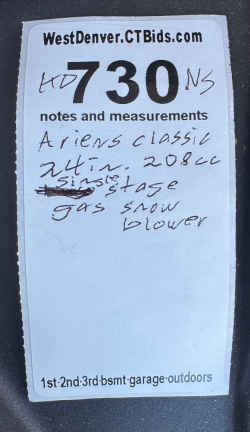 WestDenver.CTBids.com
HD 730 NS
notes and measurements
Ariens classic
24in. 208cc
single stage
gas snow
blower
1st·2nd·3rd·bsmt·garage·outdoors